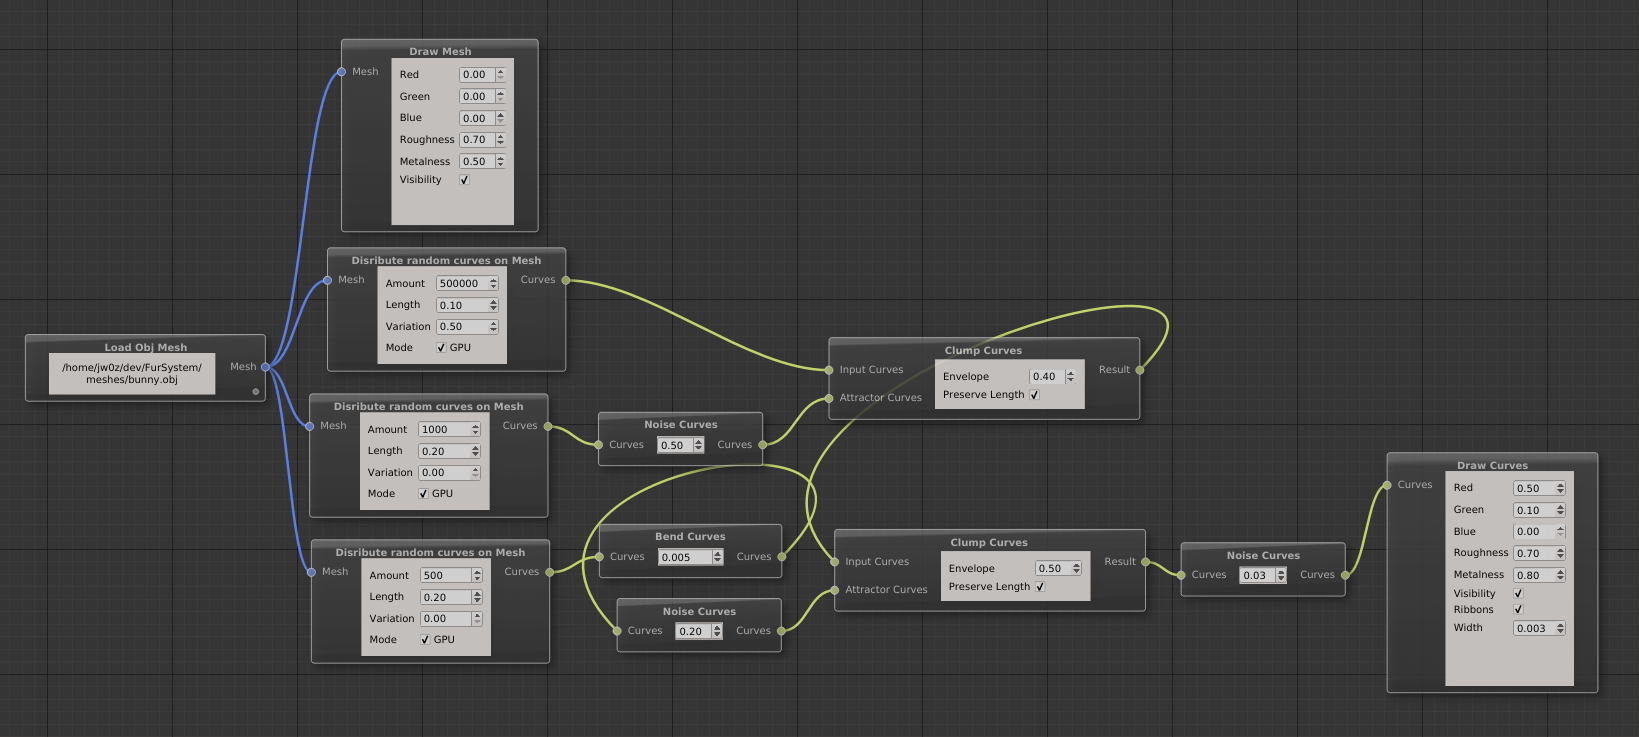 Draw Mesh
Mesh
Red 0.00
Green 0.00
Blue 0.00
Roughness 0.70
Metalness 0.50
Visibility
Disribute random curves on Mesh
Mesh
Curves
Amount 500000
Length 0.10
Variation 0.50
Mode GPU
Load Obj Mesh
/home/jw0z/dev/FurSystem/
meshes/bunny.obj
Mesh
Disribute random curves on Mesh
Mesh
Curves
Amount 1000
Length 0.20
Variation 0.00
Mode GPU
Disribute random curves on Mesh
Mesh
Curves
Amount 500
Length 0.20
Variation 0.00
Mode GPU
Noise Curves
Curves 0.50 Curves
Bend Curves
Curves 0.005 Curves
Noise Curves
Curves 0.20 Curves
Clump Curves
Input Curves
Attractor Curves
Envelope 0.40
Preserve Length
Result
Clump Curves
Input Curves
Attractor Curves
Envelope 0.50
Preserve Length
Result
Noise Curves
Curves 0.03 Curves
Draw Curves
Curves
Red 0.50
Green 0.10
Blue 0.00
Roughness 0.70
Metalness 0.80
Visibility
Ribbons
Width 0.003